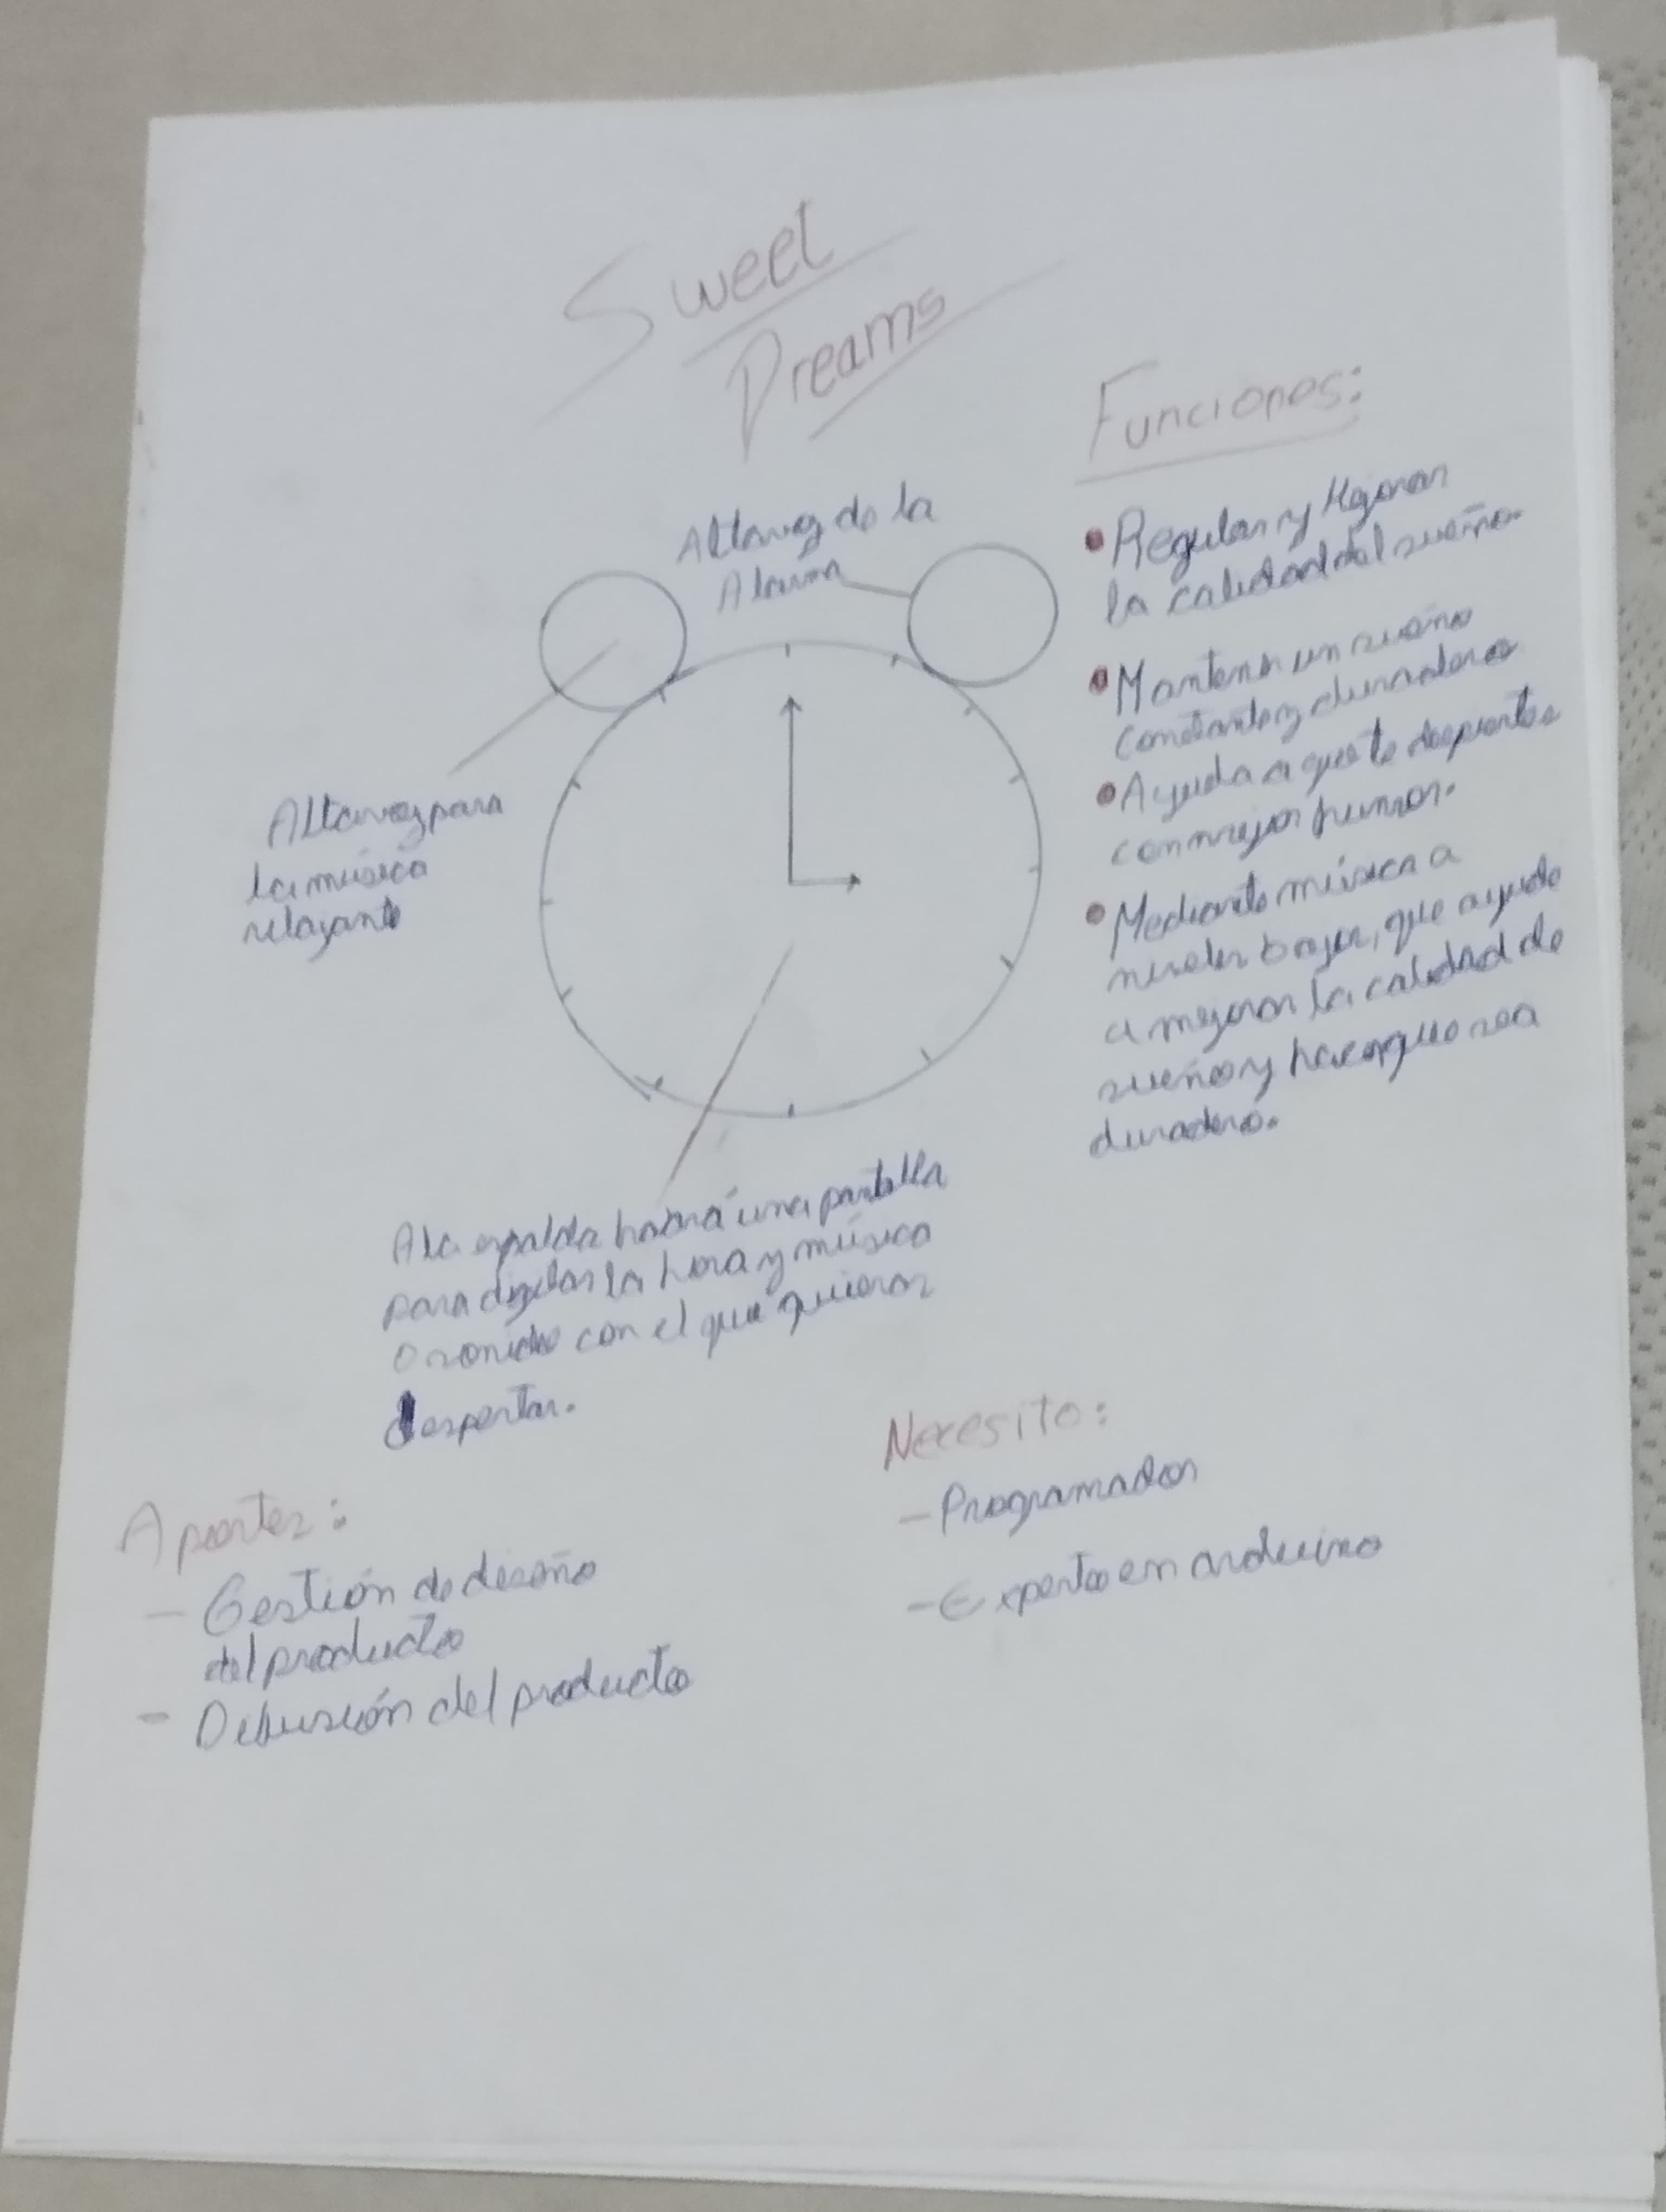 Sweet
Dreams
Funciones:
Altavoz de la
Alarma
• Regular y Mejorar
la calidad del sueño.
• Mantener un sueño
constante y duradero
• Ayuda a que te despiertes
con mejor humor.
• Mediante música a
niveles bajos, que ayude
a mejorar la calidad de
sueño y hacer que sea
duradero.
Altavoz para
la música
relajante
A la espalda habrá una pantalla
para la hora y música
o sonido con el que quieras
despertar.
Aportes:
- Gestión de diseño
del producto
- Difusión del producto
Necesito:
- Programador
- Experto en arduino